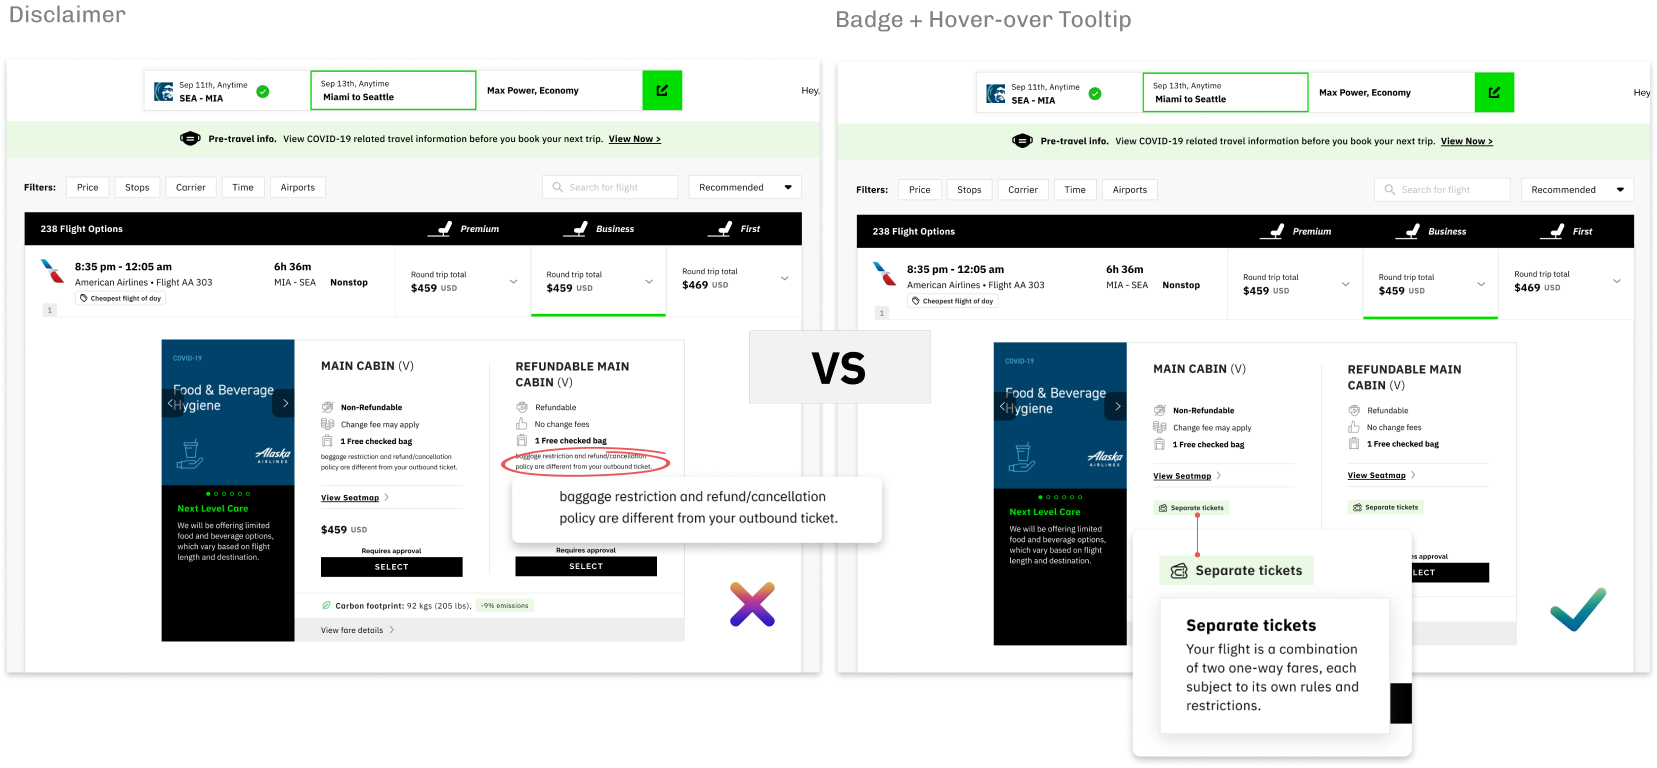 Disclaimer
Sep 11th, Anytime
SEA - MIA
Sep 13th, Anytime
Miami to Seattle
Max Power, Economy
Hey,
Pre-travel info. View COVID-19 related travel information before you book your next trip. View Now >
Filters: Price Stops Carrier Time Airports
Search for flight
Recommended
238 Flight Options
Premium
Business
First
8:35 pm - 12:05 am
American Airlines • Flight AA 303
Cheapest flight of day
1
6h 36m
MIA - SEA Nonstop
Round trip total
$459 USD
Round trip total
$459 USD
Round trip total
$469 USD
COVID-19
Food & Beverage
Hygiene
Alaska
AIRLINES
Next Level Care
We will be offering limited
food and beverage options,
which vary based on flight
length and destination.
MAIN CABIN (V)
Non-Refundable
Change fee may apply
1 Free checked bag
baggage restriction and refund/cancellation
policy are different from your outbound ticket.
View Seatmap
$459 USD
Requires approval
SELECT
REFUNDABLE MAIN
CABIN (V)
Refundable
No change fees
1 Free checked bag
baggage restriction and refund/cancellation
policy are different from your outbound ticket.
baggage restriction and refund/cancellation
policy are different from your outbound ticket.
Requires approval
SELECT
Carbon footprint: 92 kgs (205 lbs), -9% emissions
View fare details
VS
Badge + Hover-over Tooltip
Sep 11th, Anytime
SEA - MIA
Sep 13th, Anytime
Miami to Seattle
Max Power, Economy
Hey
Pre-travel info. View COVID-19 related travel information before you book your next trip. View Now >
Filters: Price Stops Carrier Time Airports
Search for flight
Recommended
238 Flight Options
Premium
Business
First
8:35 pm - 12:05 am
American Airlines • Flight AA 303
Cheapest flight of day
1
6h 36m
MIA - SEA Nonstop
Round trip total
$459 USD
Round trip total
$459 USD
Round trip total
$469 USD
COVID-19
Food & Beverage
Hygiene
Alaska
AIRLINES
Next Level Care
We will be offering limited
food and beverage options,
which vary based on flight
length and destination.
MAIN CABIN (V)
Non-Refundable
Change fee may apply
1 Free checked bag
View Seatmap
Separate tickets
REFUNDABLE MAIN
CABIN (V)
Refundable
No change fees
1 Free checked bag
View Seatmap
Separate tickets
es approval
LECT
Separate tickets
Separate tickets
Your flight is a combination
of two one-way fares, each
subject to its own rules and
restrictions.